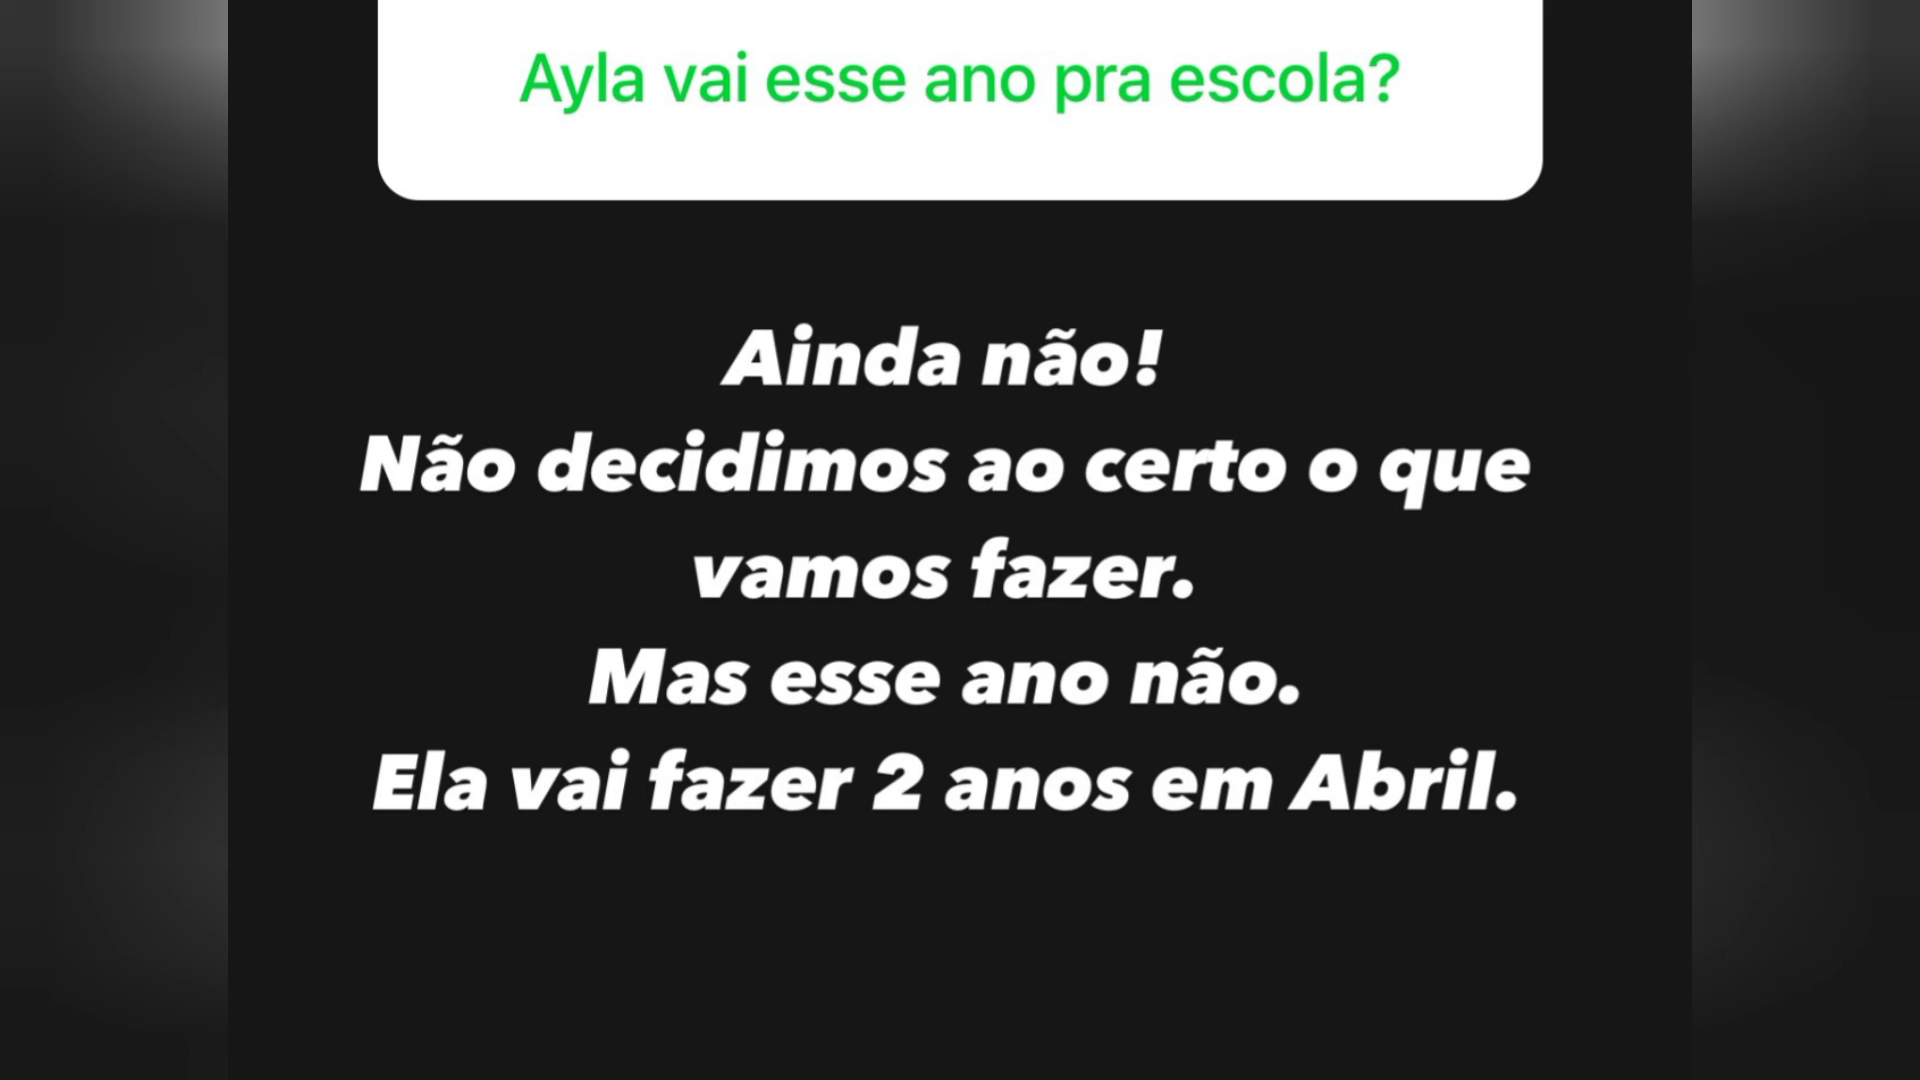 Ayla vai esse ano pra escola?
Ainda não!
Não decidimos ao certo o que
vamos fazer.
Mas esse ano não.
Ela vai fazer 2 anos em Abril.